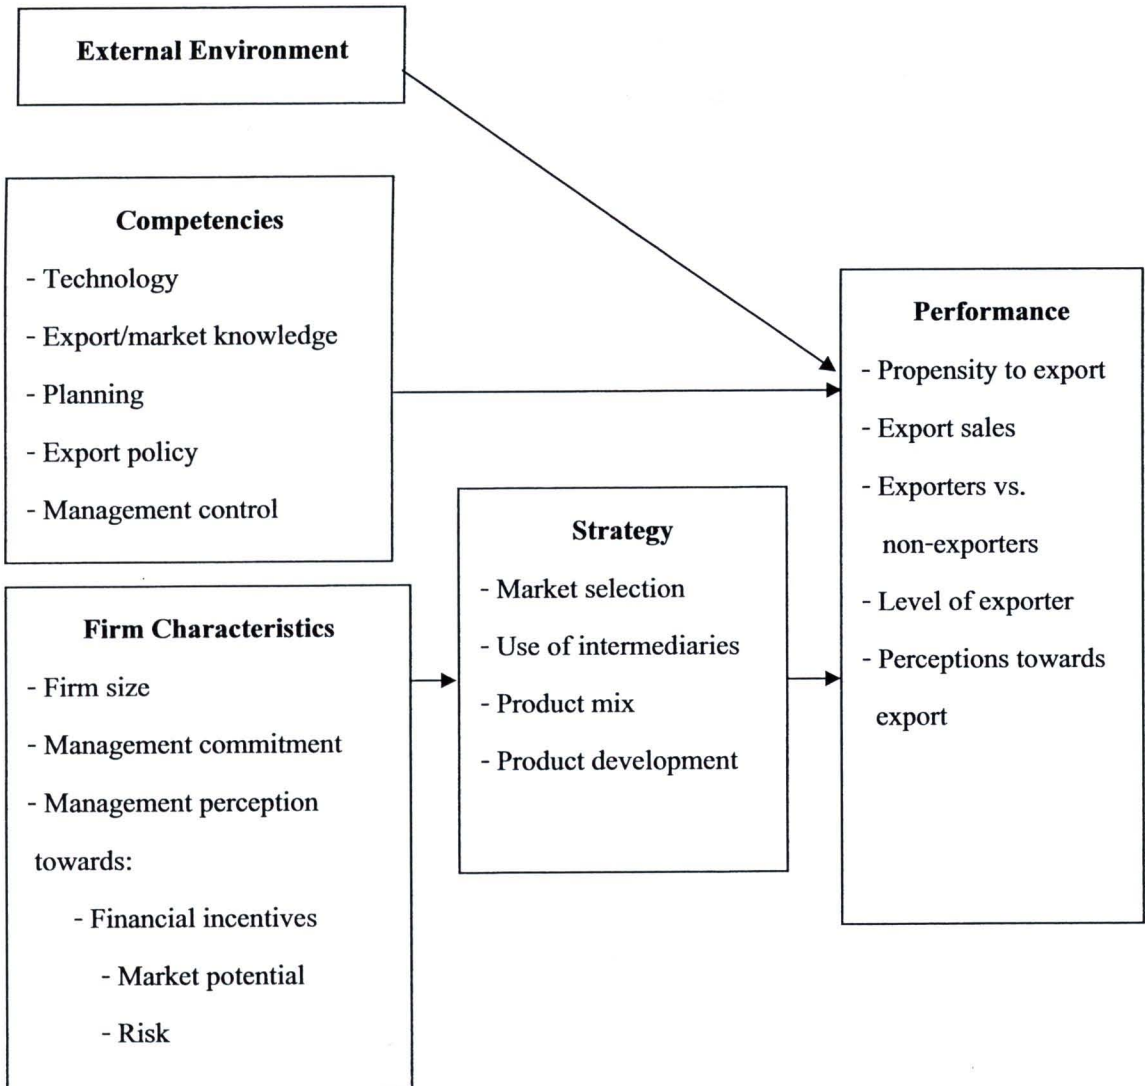 External Environment
Competencies
- Technology
- Export/market knowledge
- Planning
- Export policy
- Management control
Firm Characteristics
- Firm size
- Management commitment
- Management perception
towards:
- Financial incentives
- Market potential
- Risk
Strategy
- Market selection
- Use of intermediaries
- Product mix
- Product development
Performance
- Propensity to export
- Export sales
- Exporters vs.
non-exporters
- Level of exporter
- Perceptions towards
export